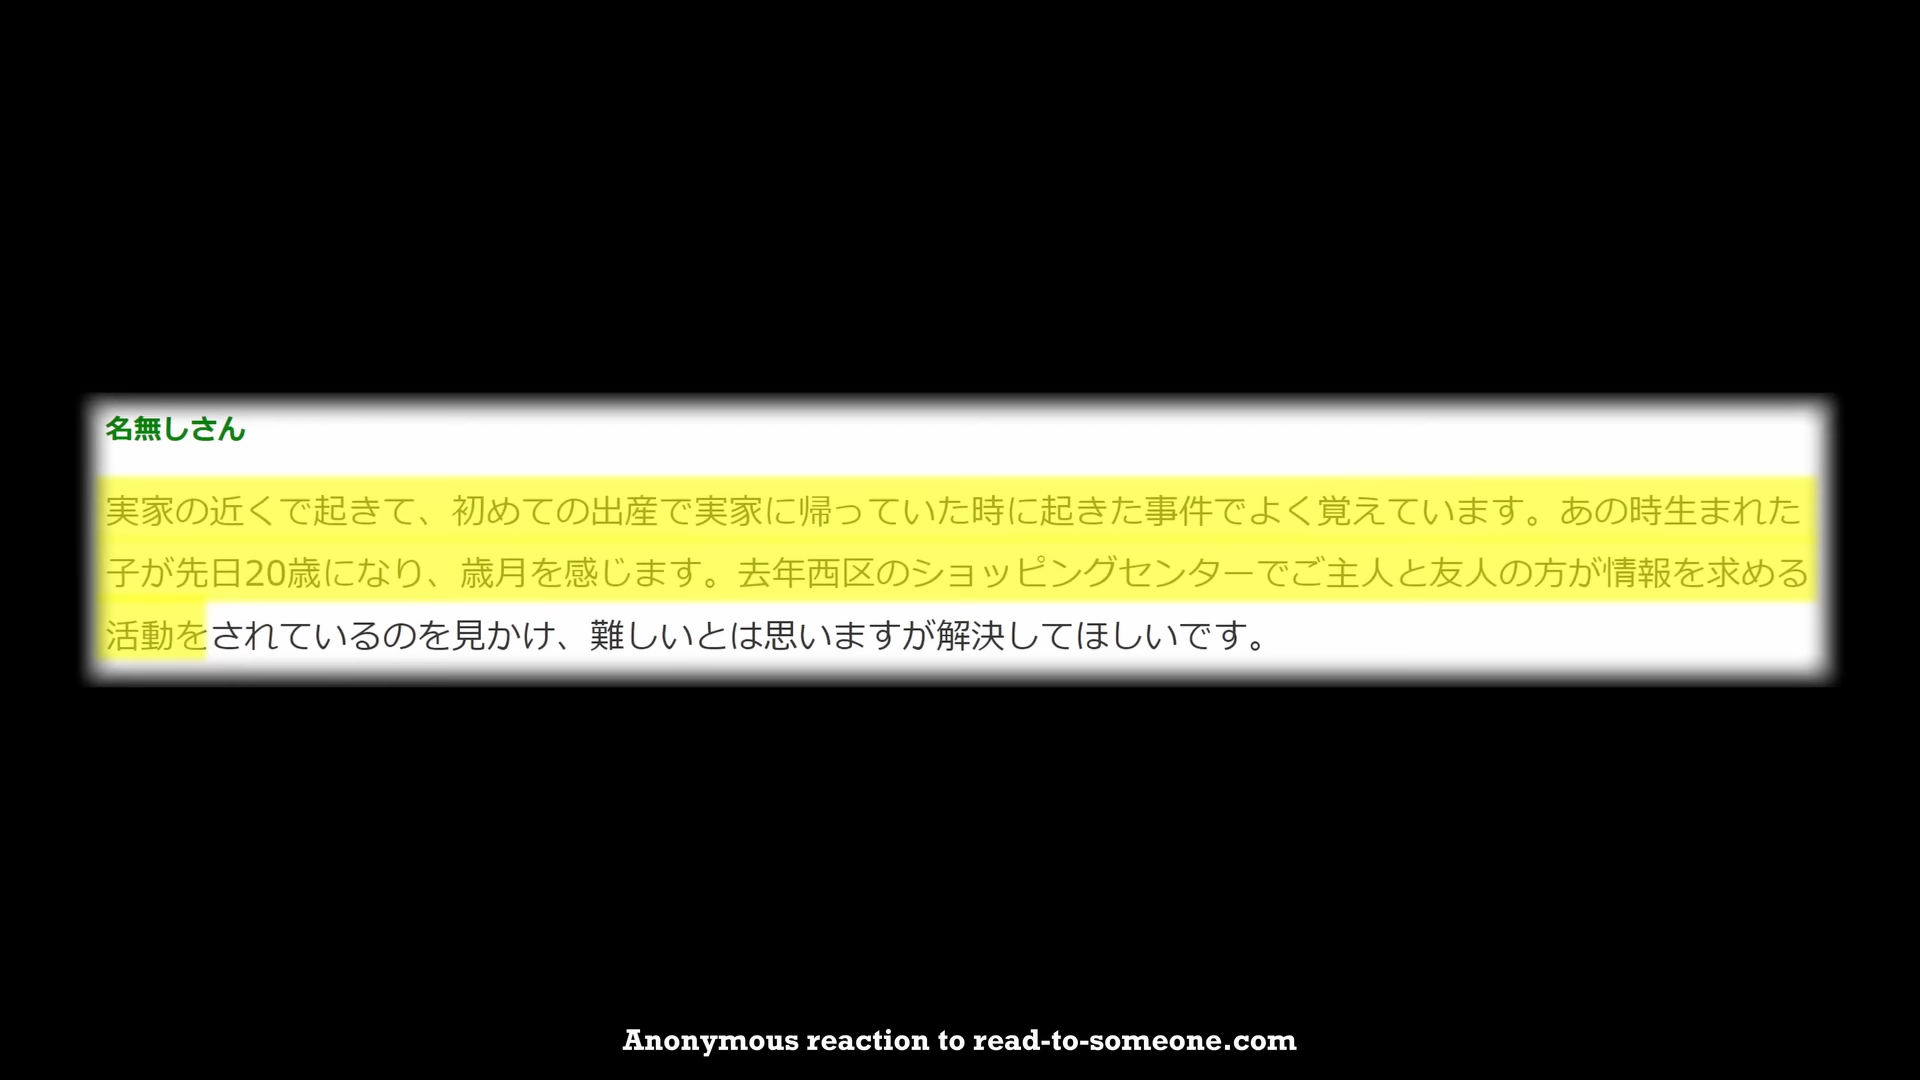 名無しさん
実家の近くで起きて、初めての出産で実家に帰っていた時に起きた事件でよく覚えています。あの時生まれた
子が先日20歳になり、歳月を感じます。去年西区のショッピングセンターでご主人と友人の方が情報を求める
活動をされているのを見かけ、難しいとは思いますが解決してほしいです。
Anonymous reaction to read-to-someone.com